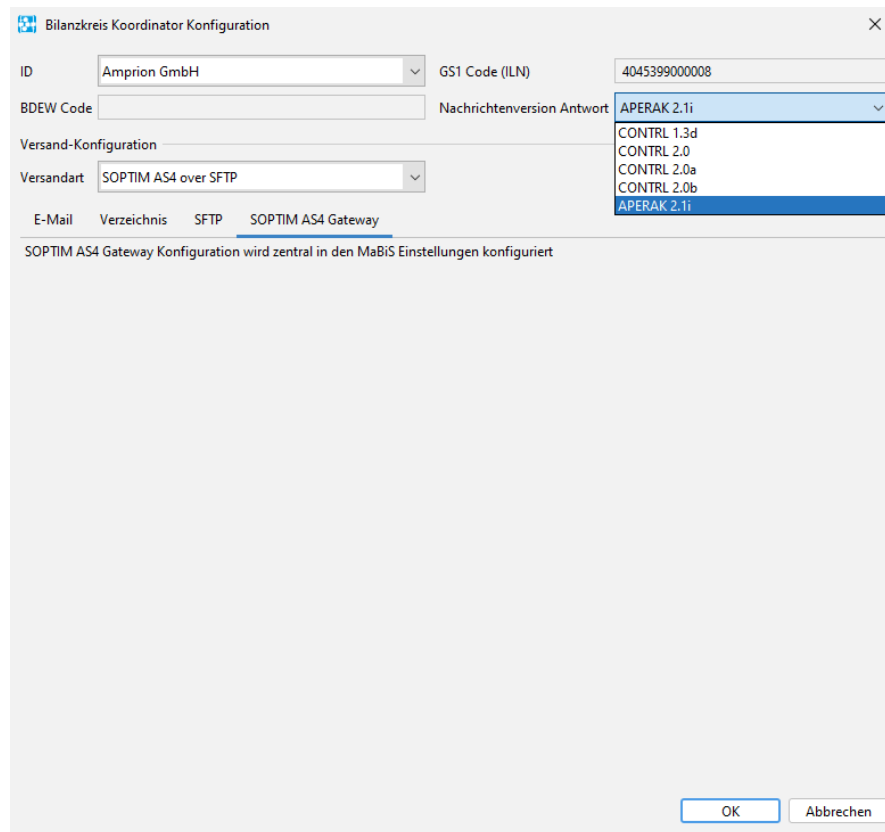 Bilanzkreis Koordinator Konfiguration
ID Amprion GmbH GS1 Code (ILN) 4045399000008
BDEW Code Nachrichtenversion Antwort APERAK 2.1i
CONTRL 1.3d
Versand-Konfiguration CONTRL 2.0
CONTRL 2.0a
Versandart SOPTIM AS4 over SFTP CONTRL 2.0b
APERAK 2.1i
E-Mail Verzeichnis SFTP SOPTIM AS4 Gateway
SOPTIM AS4 Gateway Konfiguration wird zentral in den MaBiS Einstellungen konfiguriert
OK Abbrechen